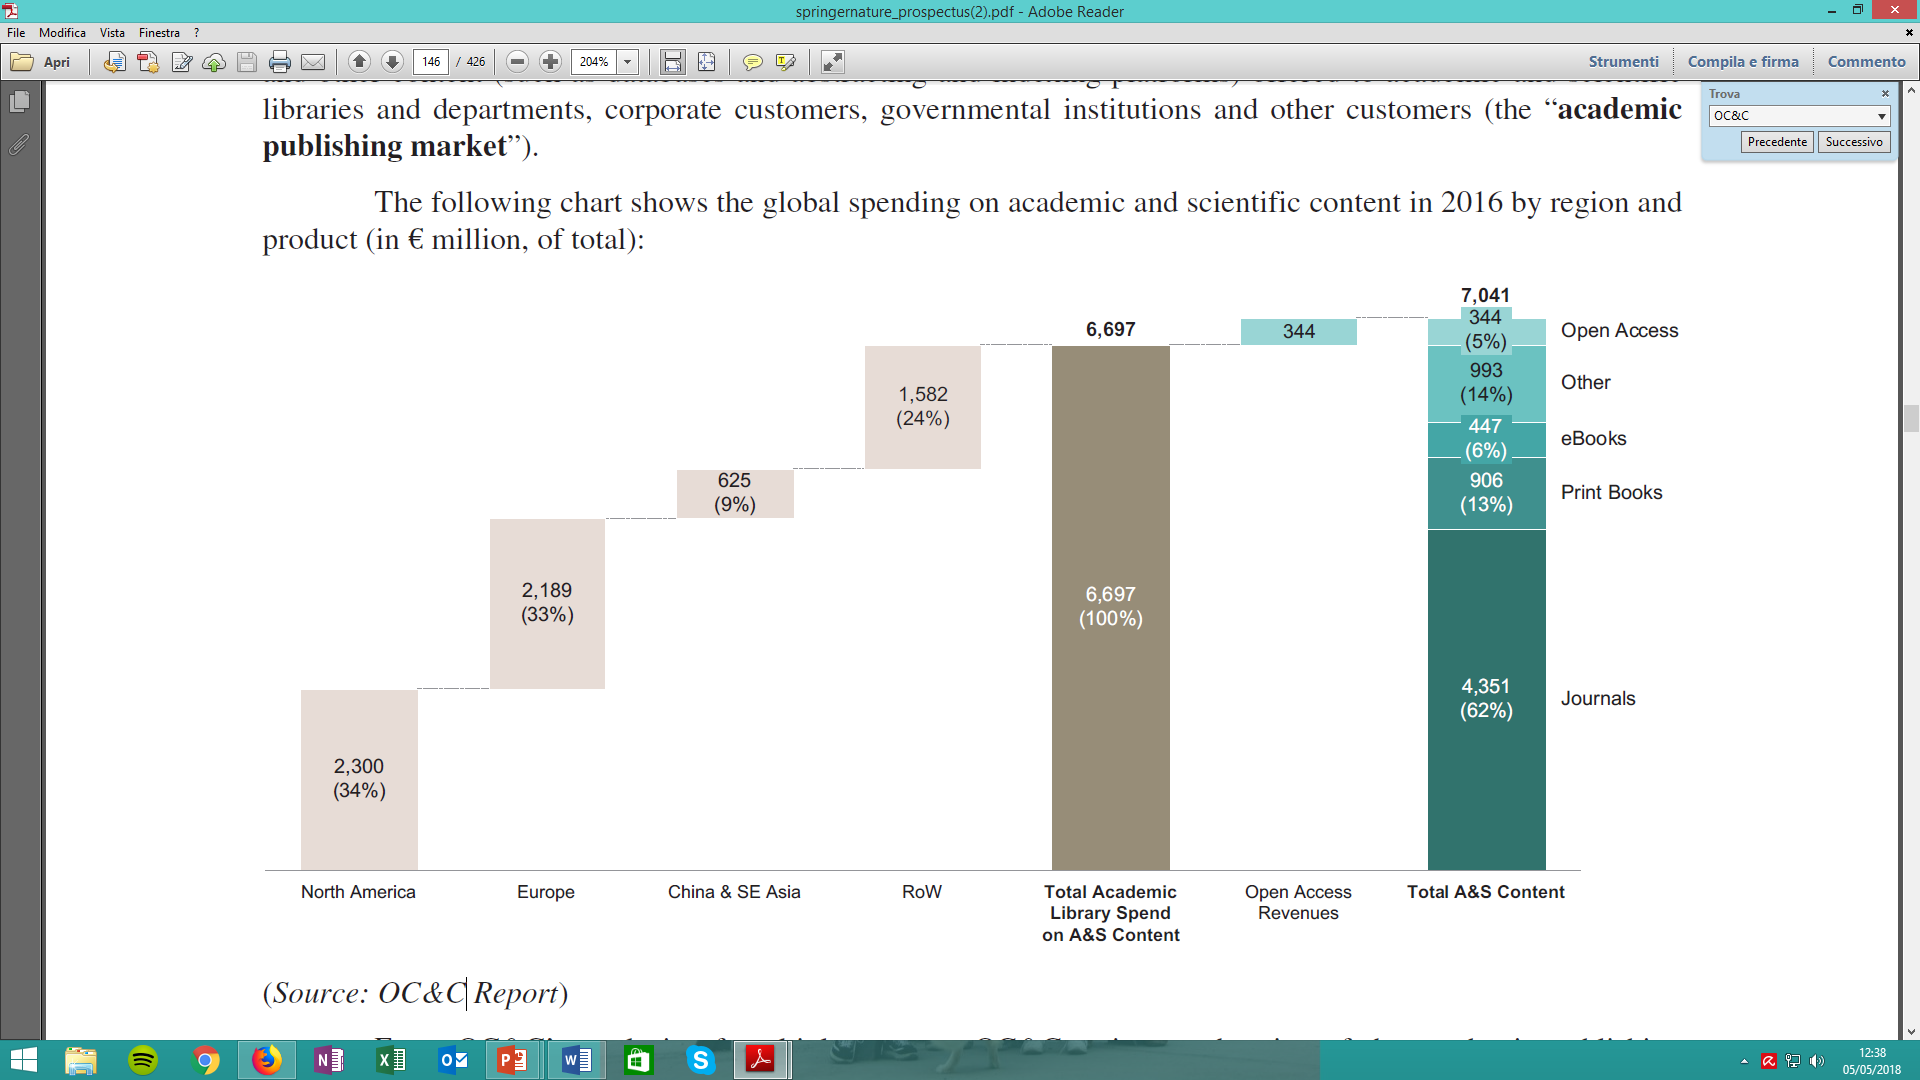 springernature_prospectus(2).pdf - Adobe Reader
File Modifica Vista Finestra ?
Apri 146 / 426 204% Strumenti Compila e firma Commento
Trova
OC&C
Precedente Successivo
libraries and departments, corporate customers, governmental institutions and other customers (the “academic
publishing market”).
The following chart shows the global spending on academic and scientific content in 2016 by region and
product (in € million, of total):
7,041
344
(5%)
Open Access
6,697
344
993
(14%)
Other
1,582
(24%)
447
(6%)
eBooks
625
(9%)
906
(13%)
Print Books
2,189
(33%)
6,697
(100%)
4,351
(62%)
Journals
2,300
(34%)
North America
Europe
China & SE Asia
RoW
Total Academic
Library Spend
on A&S Content
Open Access
Revenues
Total A&S Content
(Source: OC&C Report)
12:38
05/05/2018